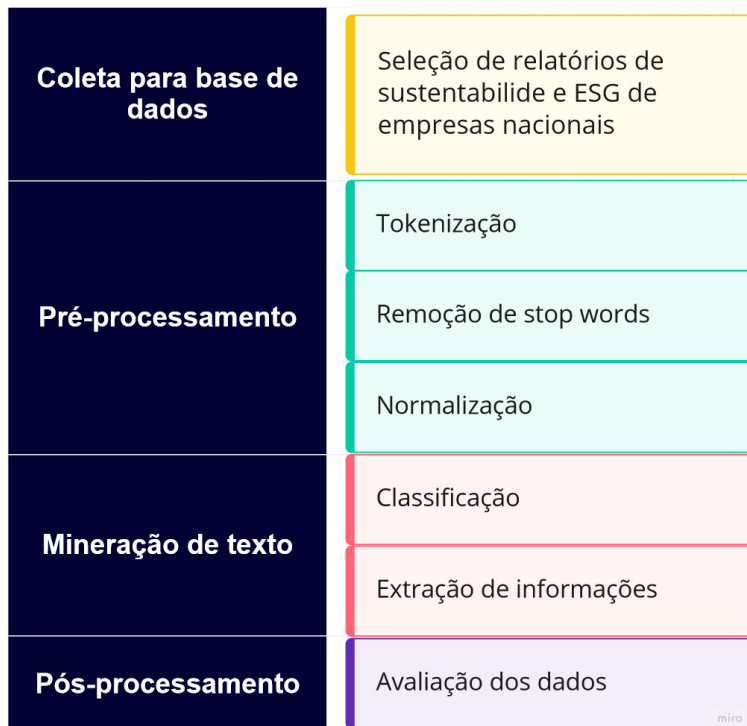 Coleta para base de
dados
Seleção de relatórios de
sustentabilide e ESG de
empresas nacionais
Pré-processamento
Tokenização
Remoção de stop words
Normalização
Mineração de texto
Classificação
Extração de informações
Pós-processamento
Avaliação dos dados
miro